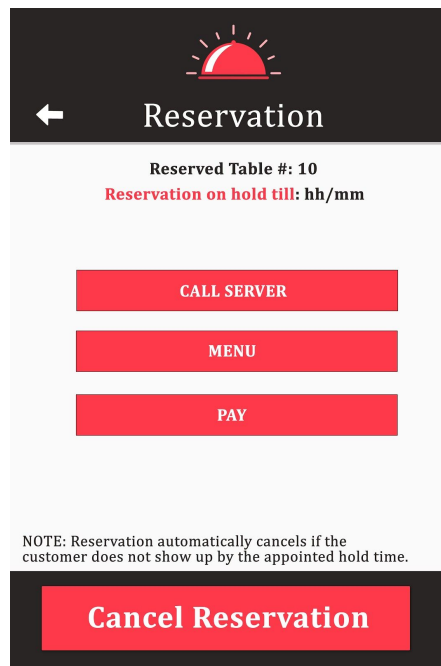 Reservation
Reserved Table #: 10
Reservation on hold till: hh/mm
CALL SERVER
MENU
PAY
NOTE: Reservation automatically cancels if the
customer does not show up by the appointed hold time.
Cancel Reservation